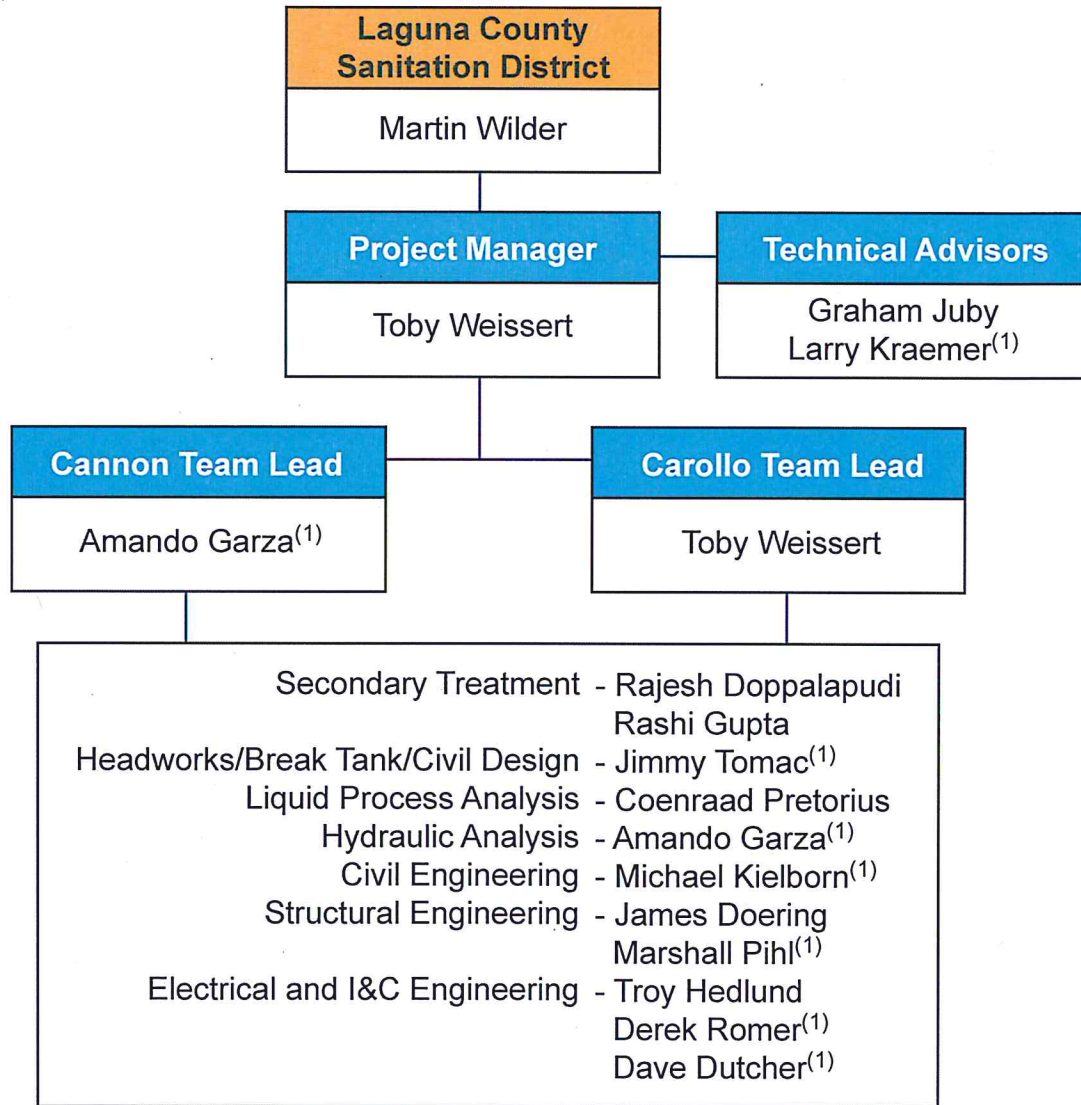 Laguna County
Sanitation District
Martin Wilder
Project Manager
Toby Weissert
Technical Advisors
Graham Juby
Larry Kraemer(1)
Cannon Team Lead
Amando Garza(1)
Carollo Team Lead
Toby Weissert
Secondary Treatment - Rajesh Doppalapudi
Rashi Gupta
Headworks/Break Tank/Civil Design - Jimmy Tomac(1)
Liquid Process Analysis - Coenraad Pretorius
Hydraulic Analysis - Amando Garza(1)
Civil Engineering - Michael Kielborn(1)
Structural Engineering - James Doering
Marshall Pihl(1)
Electrical and I&C Engineering - Troy Hedlund
Derek Romer(1)
Dave Dutcher(1)